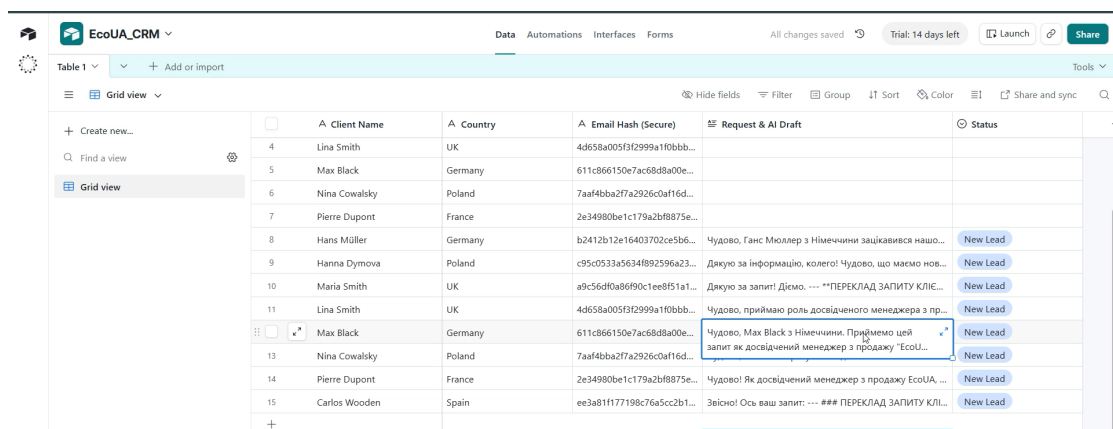 EcoUA_CRM
Data Automations Interfaces Forms
All changes saved
Trial: 14 days left
Launch
Share
Table 1
Add or import
Tools
Grid view
Hide fields
Filter
Group
Sort
Color
Share and sync
Create new...
Find a view
Grid view
Client Name Country Email Hash (Secure) Request & AI Draft Status
4 Lina Smith UK 4d658a005f3f2999a1f0bbb...
5 Max Black Germany 611c866150e7ac68d8a00e...
6 Nina Cowalsky Poland 7aaf4bba2f7a2926c0af16d...
7 Pierre Dupont France 2e34980be1c179a2bf8875e...
8 Hans Müller Germany b2412b12e16403702ce5b6... Чудово, Ганс Мюллер з Німеччини зацікавився нашо... New Lead
9 Hanna Dymova Poland c95c0533a5634f892596a23... Дякую за інформацію, колего! Чудово, що маємо нов... New Lead
10 Maria Smith UK a9c56df0a86f90c1ee8f51a1... Дякую за запит! Діємо. --- **ПЕРЕКЛАД ЗАПИТУ КЛІЄ... New Lead
11 Lina Smith UK 4d658a005f3f2999a1f0bbb... Чудово, приймаю роль досвідченого менеджера з пр... New Lead
Max Black Germany 611c866150e7ac68d8a00e... Чудово, Max Black з Німеччини. Приймемо цей New Lead
запит як досвідчений менеджер з продажу "EcoU...
13 Nina Cowalsky Poland 7aaf4bba2f7a2926c0af16d... New Lead
14 Pierre Dupont France 2e34980be1c179a2bf8875e... Чудово! Як досвідчений менеджер з продажу EcoUA, ... New Lead
15 Carlos Wooden Spain ee3a81f177198c76a5cc2b1... Звісно! Ось ваш запит: --- ### ПЕРЕКЛАД ЗАПИТУ КЛІ... New Lead